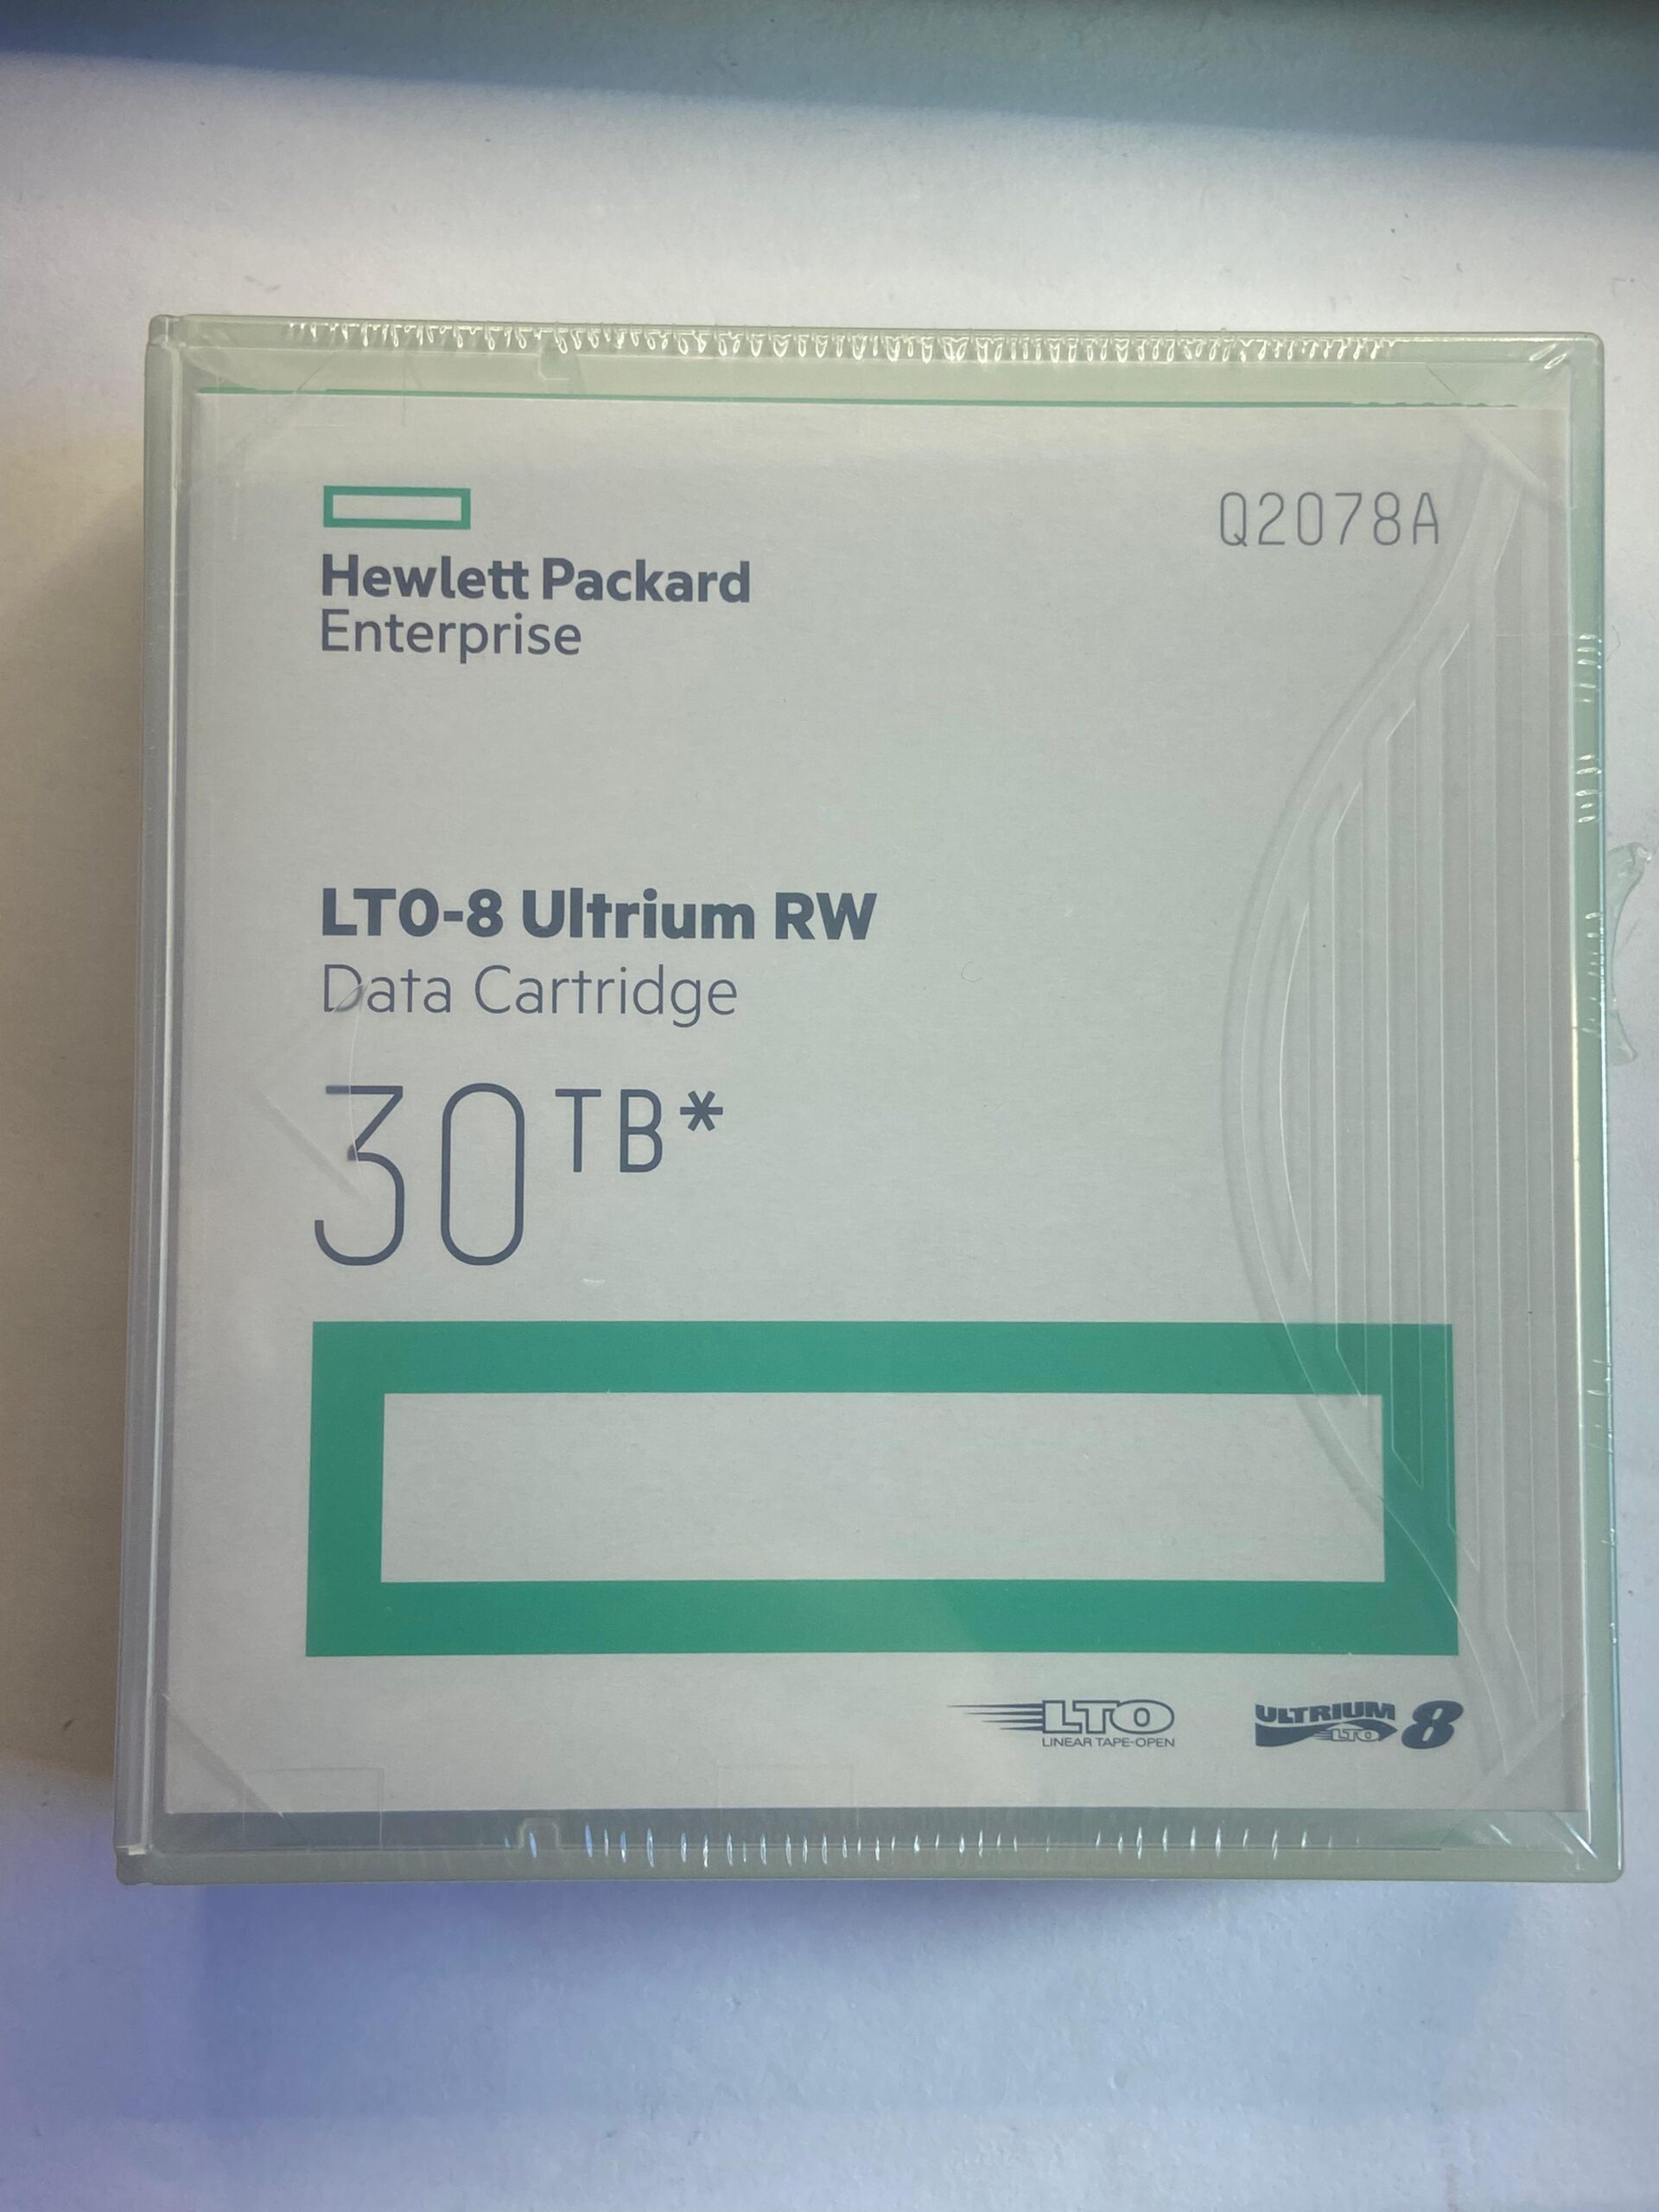 Q2078A
Hewlett Packard
Enterprise
LTO-8 Ultrium RW
Data Cartridge
30TB*
LTO
LINEAR TAPE-OPEN
ULTRIUM
LTO
8